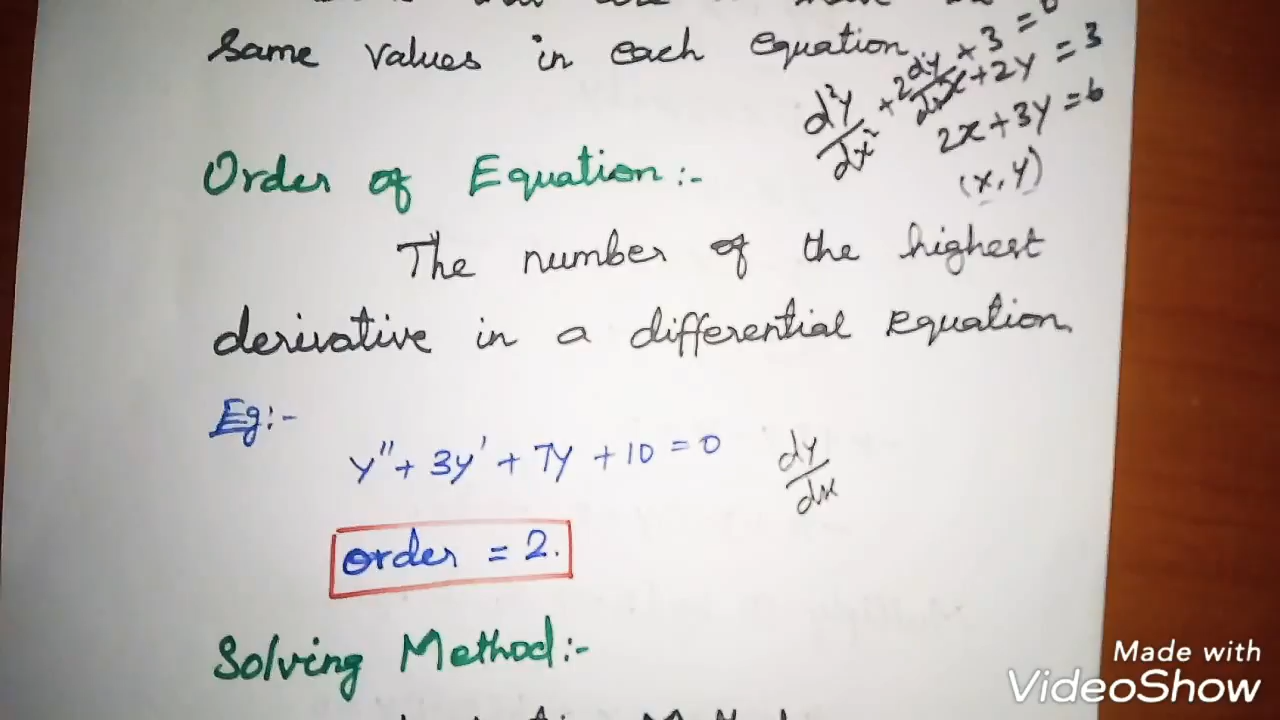 same values in each equation.
d²y/dx² + 2dy/dx + 3 = 0
x + 2y = 3
2x + 3y = 6
(x, y)
Order of Equation :-
The number of the highest
derivative in a differential equation.
Eg:-
y'' + 3y' + 7y + 10 = 0
dy/dx
order = 2.
Solving Method:-
Made with
VideoShow